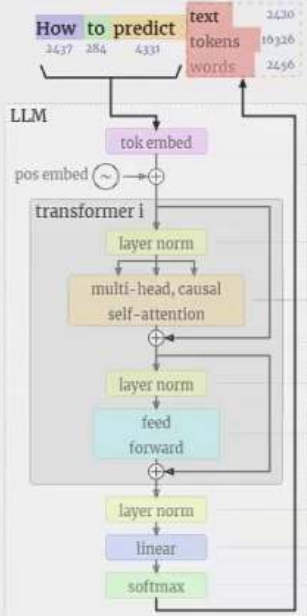 How to predict
2437 284 4331
text 2420
tokens 16326
words 2456
LLM
tok embed
pos embed ~
transformer i
layer norm
multi-head, causal
self-attention
layer norm
feed
forward
layer norm
linear
softmax